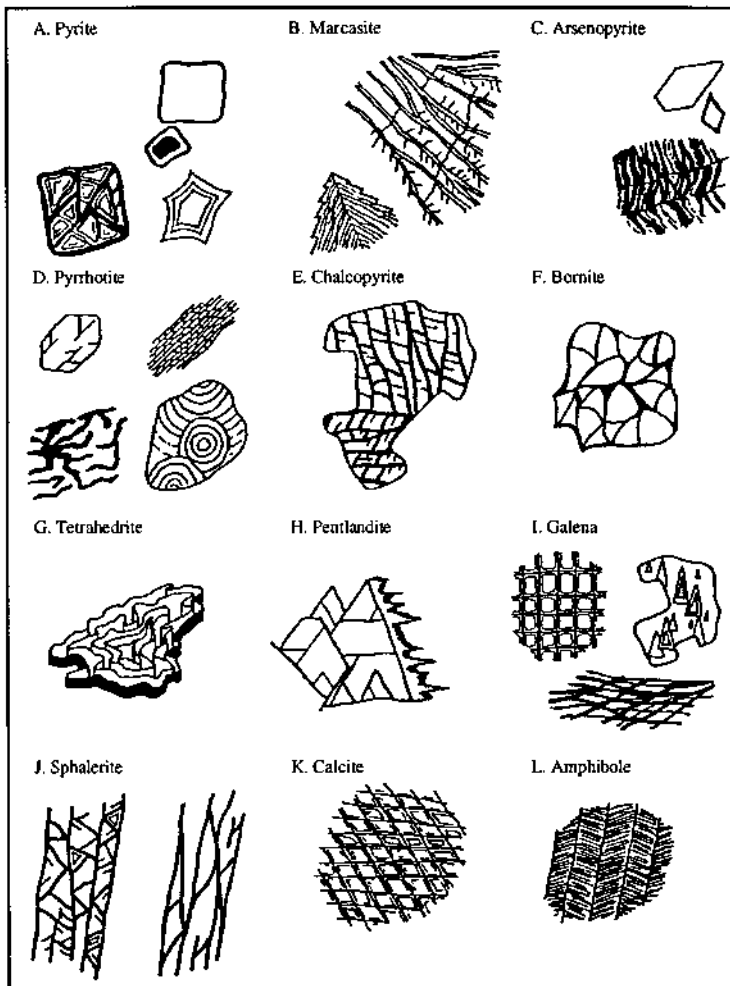 A. Pyrite
B. Marcasite
C. Arsenopyrite
D. Pyrrhotite
E. Chalcopyrite
F. Bornite
G. Tetrahedrite
H. Pentlandite
I. Galena
J. Sphalerite
K. Calcite
L. Amphibole